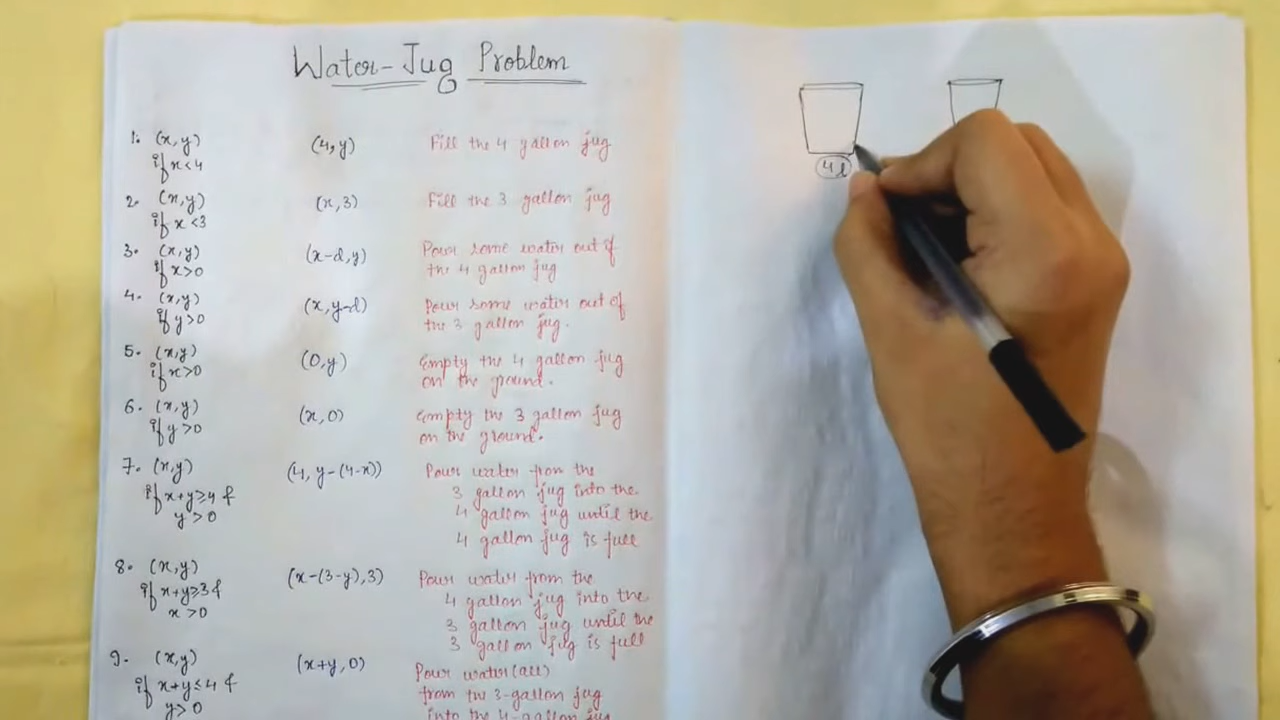 Water-Jug Problem
1. (x,y) (4,y) Fill the 4 gallon jug
if x<4
2. (x,y) (x,3) Fill the 3 gallon jug
if x<3
3. (x,y) (x-d,y) Pour some water out of
if x>0 the 4 gallon jug
4. (x,y) (x,y-d) Pour some water out of
if y>0 the 3 gallon jug.
5. (x,y) (0,y) Empty the 4 gallon jug
if x>0 on the ground.
6. (x,y) (x,0) Empty the 3 gallon jug
if y>0 on the ground.
7. (x,y) (4, y-(4-x)) Pour water from the
if x+y≥4 & 3 gallon jug into the
y>0 4 gallon jug until the
4 gallon jug is full
8. (x,y) (x-(3-y),3) Pour water from the
if x+y≥3 & 4 gallon jug into the
x>0 3 gallon jug until the
3 gallon jug is full
9. (x,y) (x+y,0) Pour water (all)
if x+y≤4 & from the 3-gallon jug
y>0 into the 4-gallon jug
4l